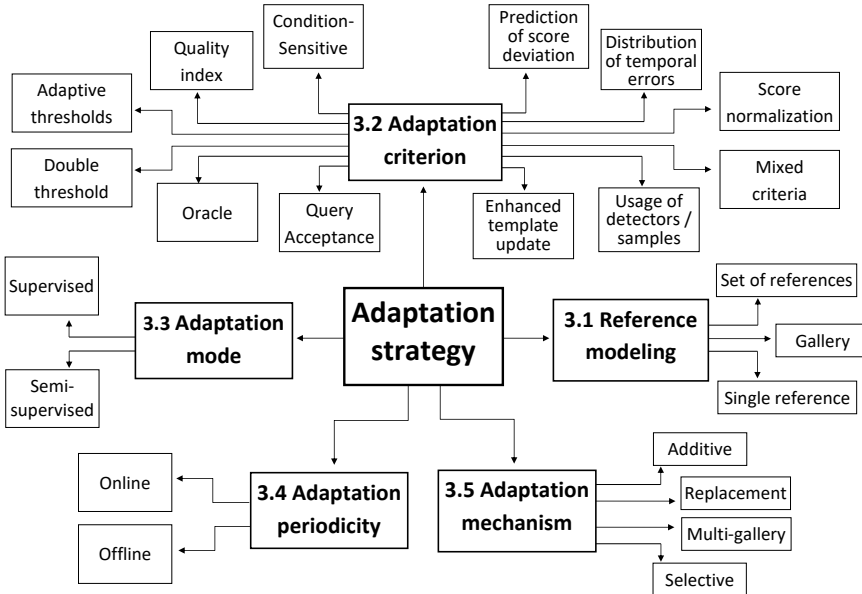 Condition-
Sensitive
Prediction
of score
deviation
Quality
index
Distribution
of temporal
errors
Adaptive
thresholds
3.2 Adaptation
criterion
Score
normalization
Double
threshold
Mixed
criteria
Oracle
Query
Acceptance
Enhanced
template
update
Usage of
detectors /
samples
Supervised
3.3 Adaptation
mode
Semi-
supervised
Adaptation
strategy
3.1 Reference
modeling
Set of references
Gallery
Single reference
Online
Offline
3.4 Adaptation
periodicity
3.5 Adaptation
mechanism
Additive
Replacement
Multi-gallery
Selective